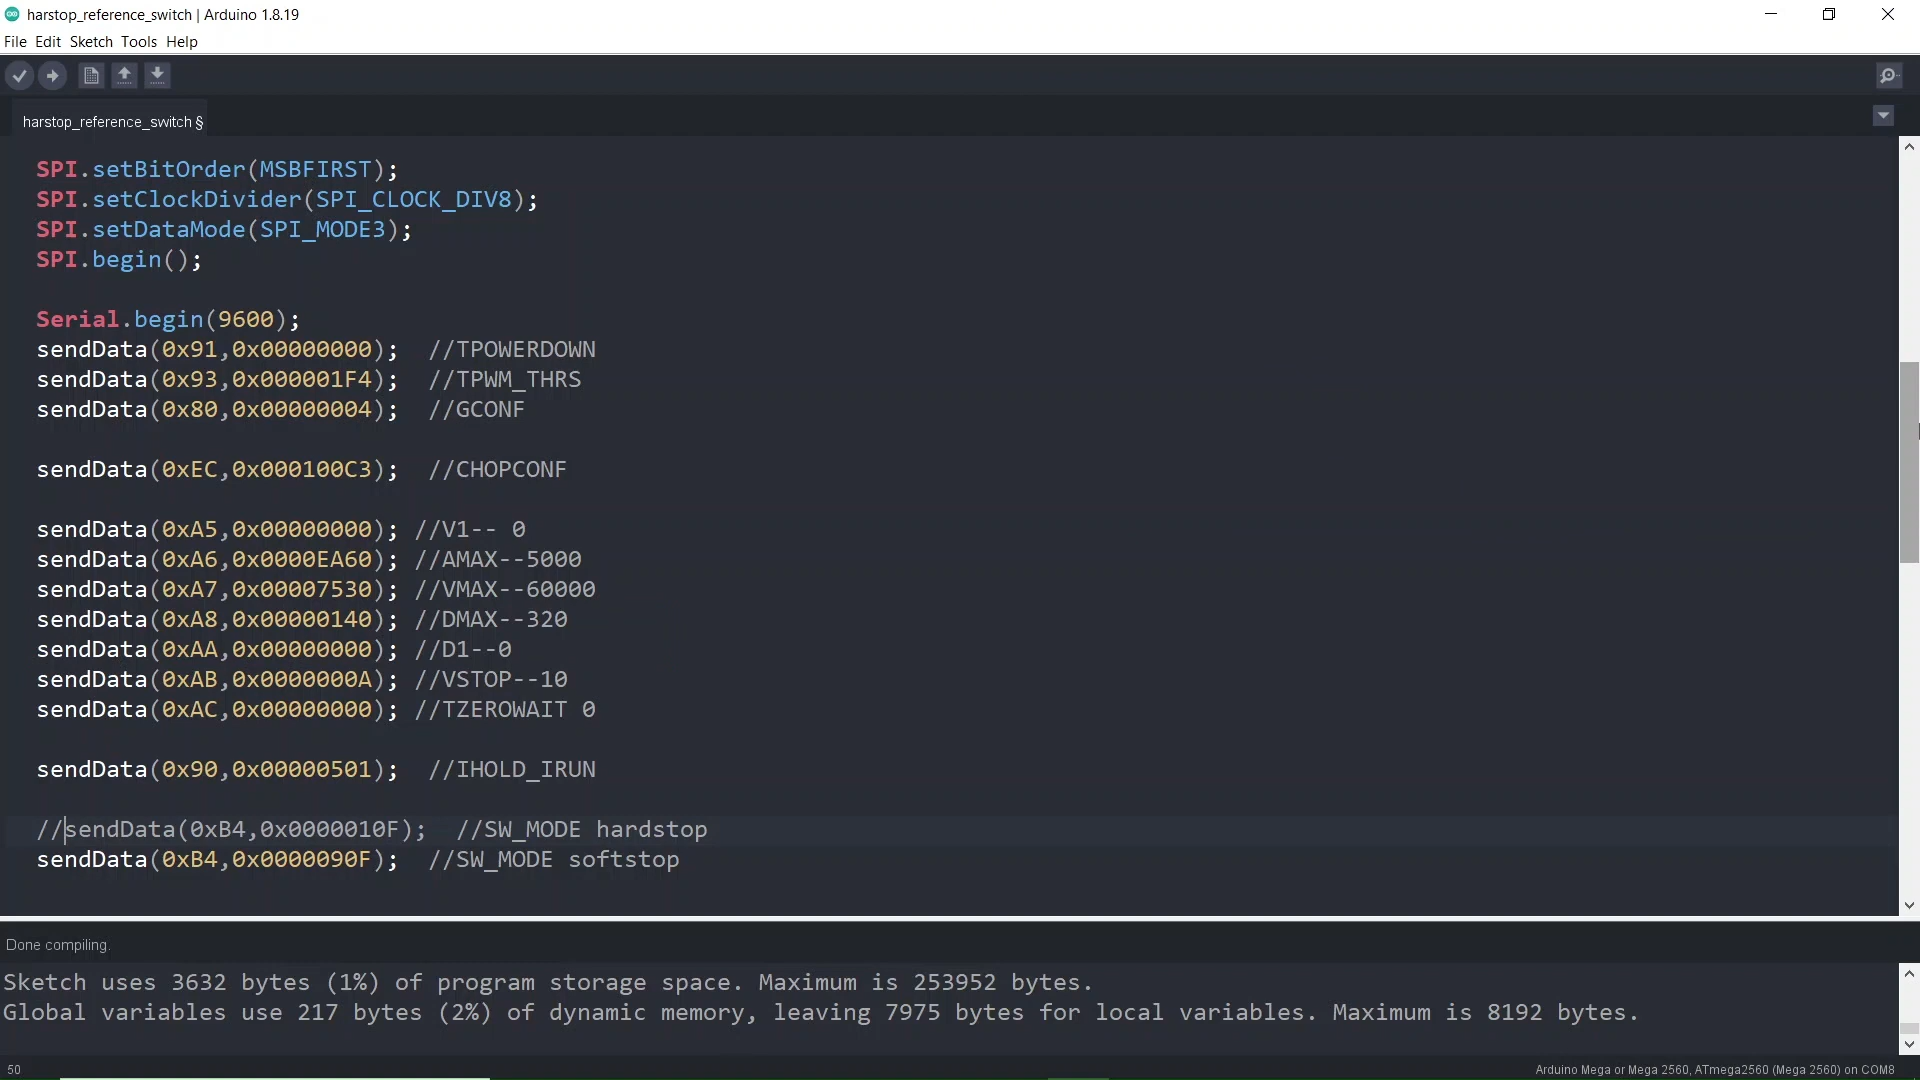 harstop_reference_switch | Arduino 1.8.19
File Edit Sketch Tools Help
harstop_reference_switch §
SPI.setBitOrder(MSBFIRST);
SPI.setClockDivider(SPI_CLOCK_DIV8);
SPI.setDataMode(SPI_MODE3);
SPI.begin();
Serial.begin(9600);
sendData(0x91,0x00000000);  //TPOWERDOWN
sendData(0x93,0x000001F4);  //TPWM_THRS
sendData(0x80,0x00000004);  //GCONF
sendData(0xEC,0x000100C3);  //CHOPCONF
sendData(0xA5,0x00000000); //V1-- 0
sendData(0xA6,0x0000EA60); //AMAX--5000
sendData(0xA7,0x00007530); //VMAX--60000
sendData(0xA8,0x00000140); //DMAX--320
sendData(0xAA,0x00000000); //D1--0
sendData(0xAB,0x0000000A); //VSTOP--10
sendData(0xAC,0x00000000); //TZEROWAIT 0
sendData(0x90,0x00000501);  //IHOLD_IRUN
//sendData(0xB4,0x0000010F);  //SW_MODE hardstop
sendData(0xB4,0x0000090F);  //SW_MODE softstop
Done compiling.
Sketch uses 3632 bytes (1%) of program storage space. Maximum is 253952 bytes.
Global variables use 217 bytes (2%) of dynamic memory, leaving 7975 bytes for local variables. Maximum is 8192 bytes.
50
Arduino Mega or Mega 2560, ATmega2560 (Mega 2560) on COM8